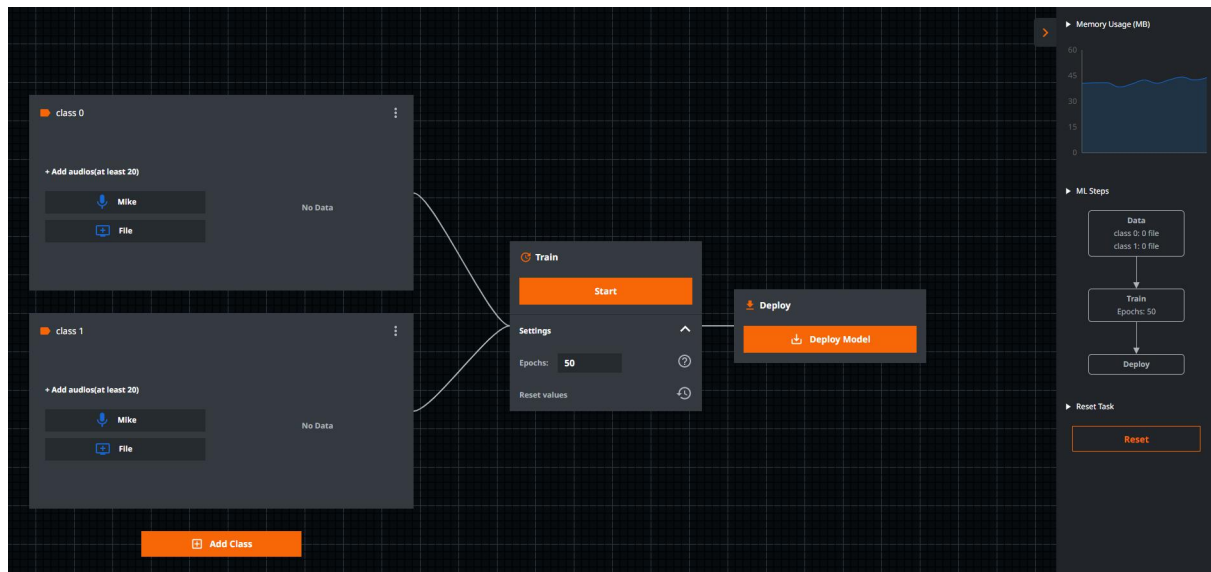 class 0
+ Add audios(at least 20)
Mike
File
No Data
class 1
+ Add audios(at least 20)
Mike
File
No Data
Add Class
Train
Start
Settings
Epochs: 50
Reset values
Deploy
Deploy Model
Memory Usage (MB)
60
45
30
15
0
ML Steps
Data
class 0: 0 file
class 1: 0 file
Train
Epochs: 50
Deploy
Reset Task
Reset